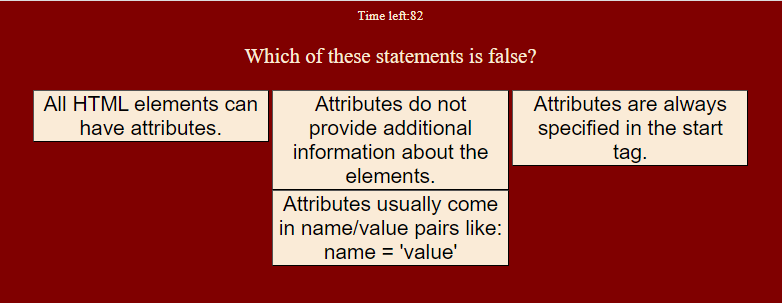 Time left:82
Which of these statements is false?
All HTML elements can
have attributes.
Attributes do not
provide additional
information about the
elements.
Attributes are always
specified in the start
tag.
Attributes usually come
in name/value pairs like:
name = 'value'